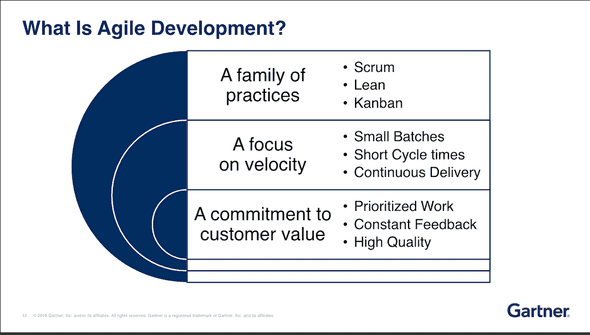 What Is Agile Development?
A family of
practices
• Scrum
• Lean
• Kanban
A focus
on velocity
• Small Batches
• Short Cycle times
• Continuous Delivery
A commitment to
customer value
• Prioritized Work
• Constant Feedback
• High Quality
© 2018 Gartner, Inc. and/or its affiliates. All rights reserved. Gartner is a registered trademark of Gartner, Inc. and its affiliates.
Gartner